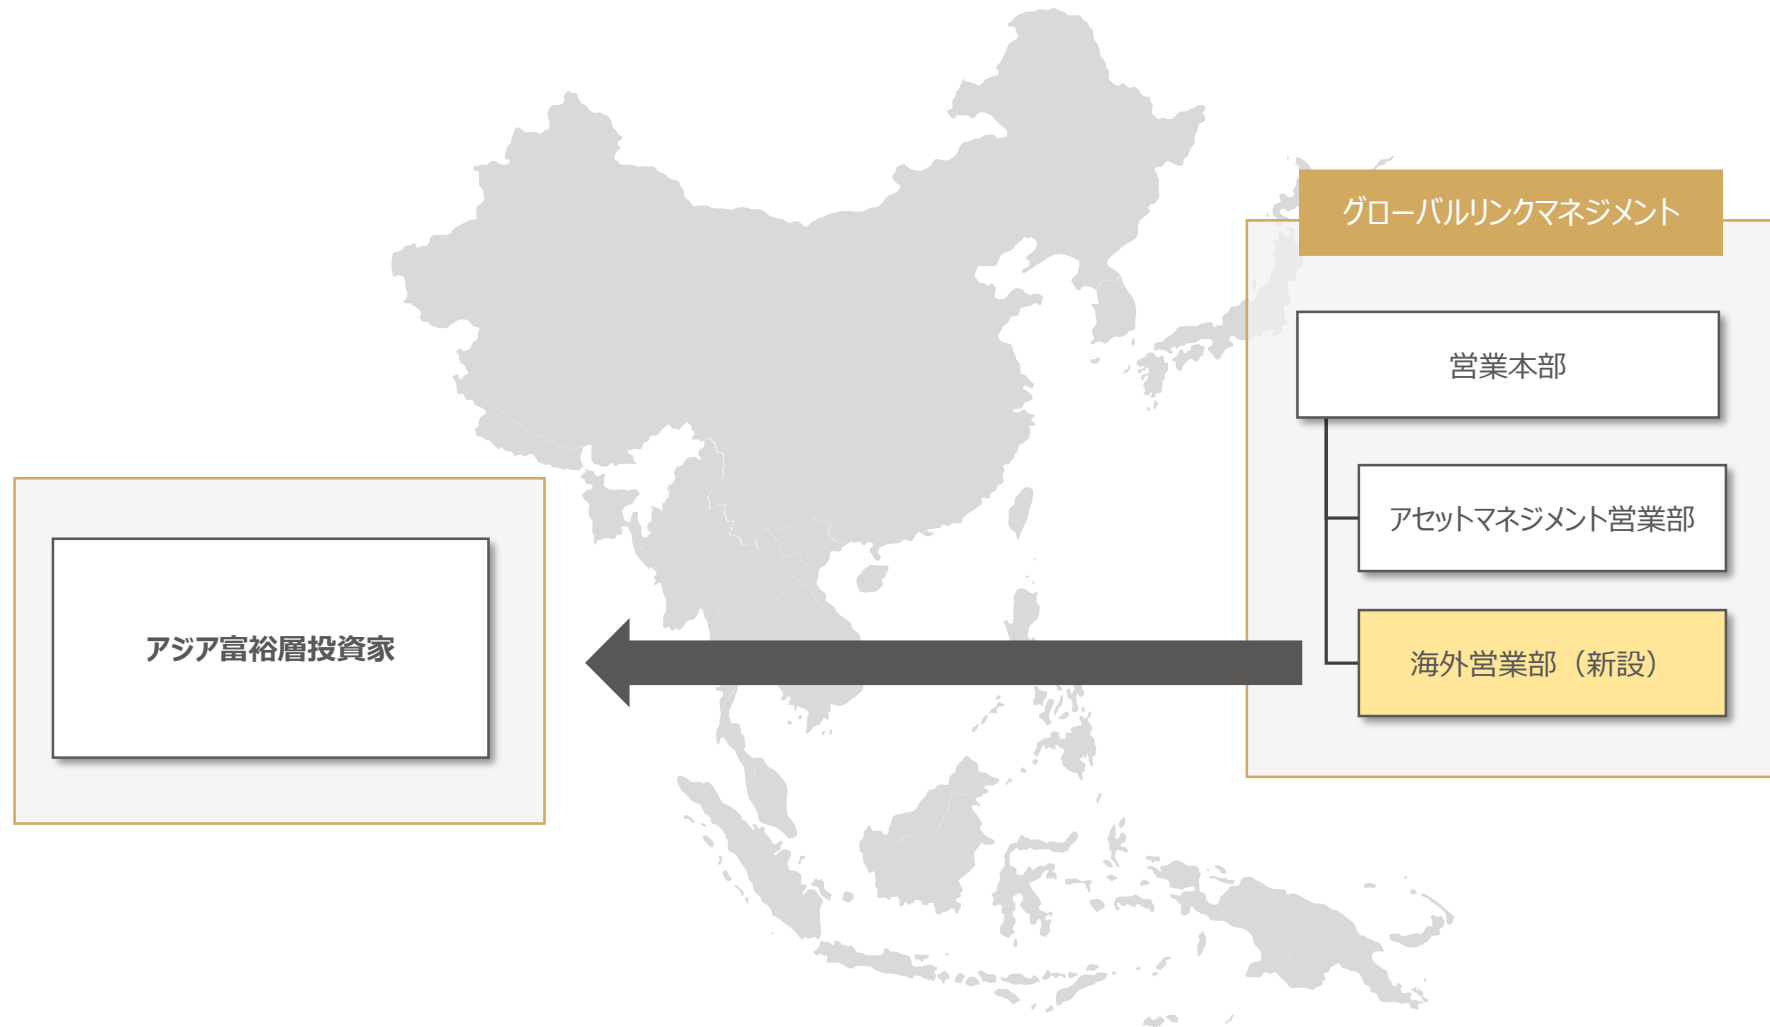 グローバルリンクマネジメント
営業本部
アセットマネジメント営業部
海外営業部（新設）
アジア富裕層投資家